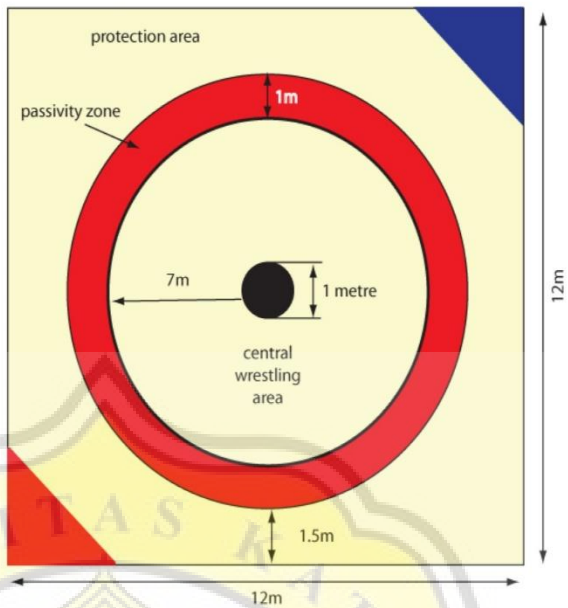 protection area
1m
passivity zone
7m
1 metre
12m
central
wrestling
area
1.5m
12m